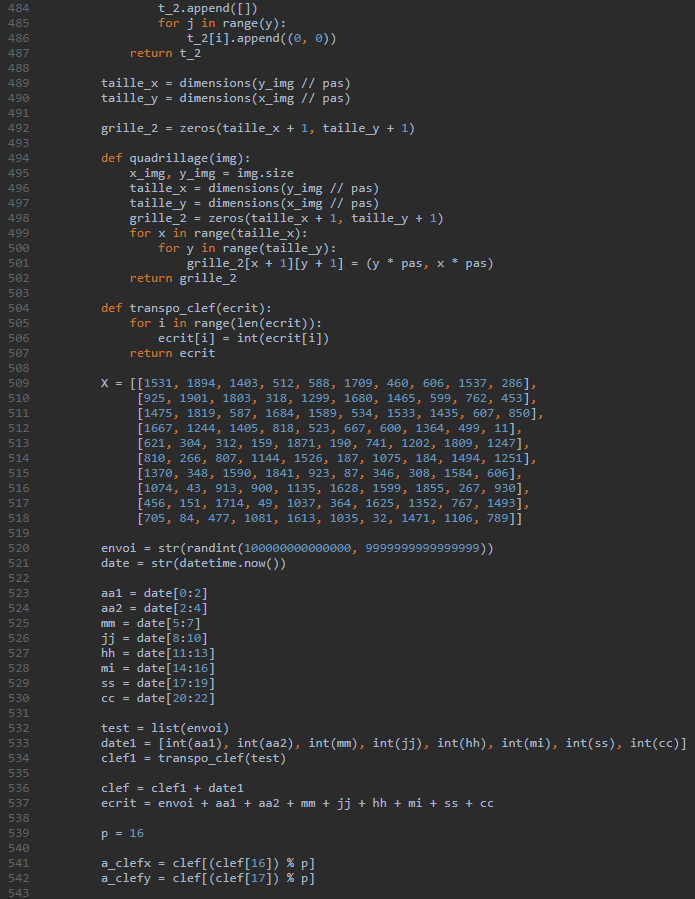 484 t_2.append([])
485 for j in range(y):
486 t_2[i].append((0, 0))
487 return t_2
488
489 taille_x = dimensions(y_img // pas)
490 taille_y = dimensions(x_img // pas)
491
492 grille_2 = zeros(taille_x + 1, taille_y + 1)
493
494 def quadrillage(img):
495 x_img, y_img = img.size
496 taille_x = dimensions(y_img // pas)
497 taille_y = dimensions(x_img // pas)
498 grille_2 = zeros(taille_x + 1, taille_y + 1)
499 for x in range(taille_x):
500 for y in range(taille_y):
501 grille_2[x + 1][y + 1] = (y * pas, x * pas)
502 return grille_2
503
504 def transpo_clef(ecrit):
505 for i in range(len(ecrit)):
506 ecrit[i] = int(ecrit[i])
507 return ecrit
508
509 X = [[1531, 1894, 1403, 512, 588, 1709, 460, 606, 1537, 286],
510 [925, 1901, 1803, 318, 1299, 1680, 1465, 599, 762, 453],
511 [1475, 1819, 587, 1684, 1589, 534, 1533, 1435, 607, 850],
512 [1667, 1244, 1405, 818, 523, 667, 600, 1364, 499, 11],
513 [621, 304, 312, 159, 1871, 190, 741, 1202, 1809, 1247],
514 [810, 266, 807, 1144, 1526, 187, 1075, 184, 1494, 1251],
515 [1370, 348, 1590, 1841, 923, 87, 346, 308, 1584, 606],
516 [1074, 43, 913, 900, 1135, 1628, 1599, 1855, 267, 930],
517 [456, 151, 1714, 49, 1037, 364, 1625, 1352, 767, 1493],
518 [705, 84, 477, 1081, 1613, 1035, 32, 1471, 1106, 789]]
519
520 envoi = str(randint(100000000000000, 9999999999999999))
521 date = str(datetime.now())
522
523 aa1 = date[0:2]
524 aa2 = date[2:4]
525 mm = date[5:7]
526 jj = date[8:10]
527 hh = date[11:13]
528 mi = date[14:16]
529 ss = date[17:19]
530 cc = date[20:22]
531
532 test = list(envoi)
533 date1 = [int(aa1), int(aa2), int(mm), int(jj), int(hh), int(mi), int(ss), int(cc)]
534 clef1 = transpo_clef(test)
535
536 clef = clef1 + date1
537 ecrit = envoi + aa1 + aa2 + mm + jj + hh + mi + ss + cc
538
539 p = 16
540
541 a_clefx = clef[(clef[16]) % p]
542 a_clefy = clef[(clef[17]) % p]
543